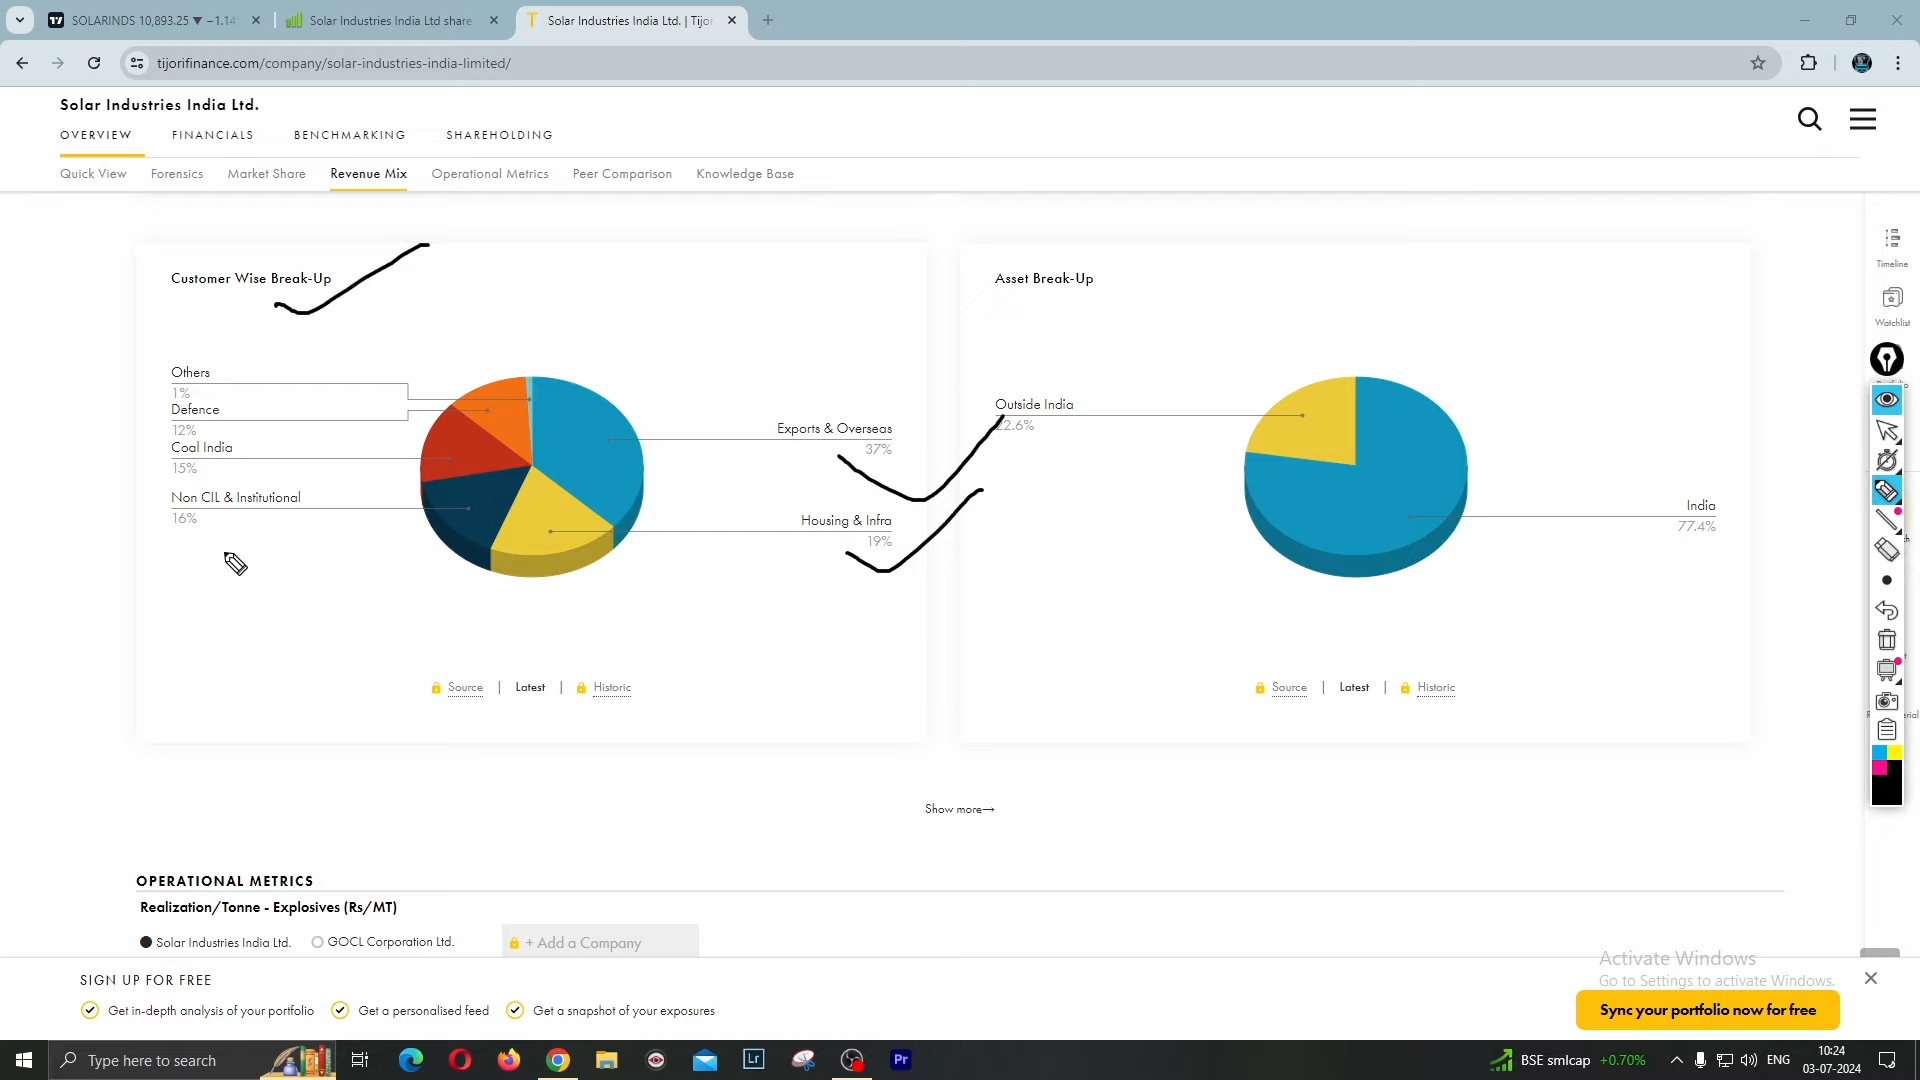 SOLARINDS 10,893.25 ▼ −1.14
Solar Industries India Ltd share
Solar Industries India Ltd. | Tijor
tijorifinance.com/company/solar-industries-india-limited/
Solar Industries India Ltd.
OVERVIEW FINANCIALS BENCHMARKING SHAREHOLDING
Quick View Forensics Market Share Revenue Mix Operational Metrics Peer Comparison Knowledge Base
Timeline
Watchlist
Customer Wise Break-Up
Others
1%
Defence
12%
Coal India
15%
Non CIL & Institutional
16%
Exports & Overseas
37%
Housing & Infra
19%
Source | Latest | Historic
Asset Break-Up
Outside India
22.6%
India
77.4%
Source | Latest | Historic
Show more→
OPERATIONAL METRICS
Realization/Tonne - Explosives (Rs/MT)
Solar Industries India Ltd. GOCL Corporation Ltd. + Add a Company
SIGN UP FOR FREE
Get in-depth analysis of your portfolio Get a personalised feed Get a snapshot of your exposures
Activate Windows
Go to Settings to activate Windows.
Sync your portfolio now for free
Type here to search
Lr
Pr
BSE smlcap +0.70%
ENG
10:24
03-07-2024